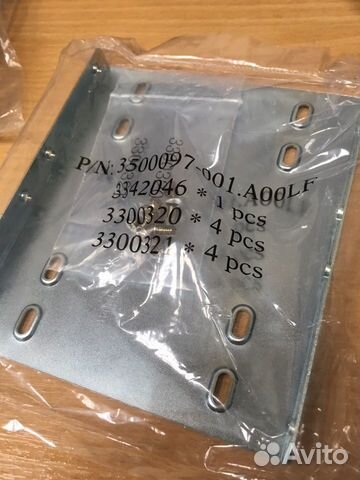 P/N: 3500097-001.A00LF
3342046 * 1 pcs
3300320 * 4 pcs
3300321 * 4 pcs
Avito